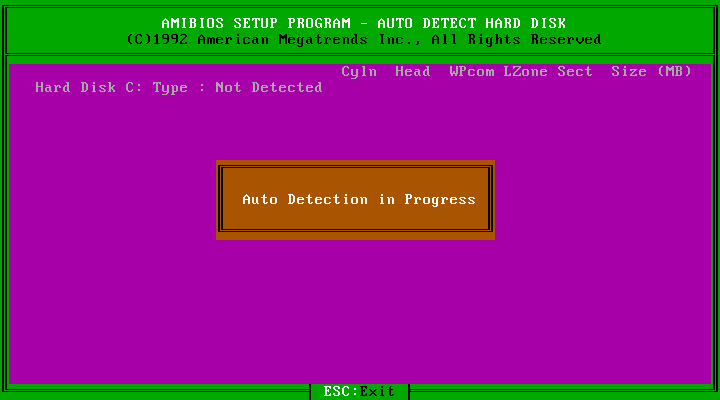 AMIBIOS SETUP PROGRAM - AUTO DETECT HARD DISK
(C)1992 American Megatrends Inc., All Rights Reserved
Cyln Head WPcom LZone Sect Size (MB)
Hard Disk C: Type : Not Detected
Auto Detection in Progress
ESC:Exit